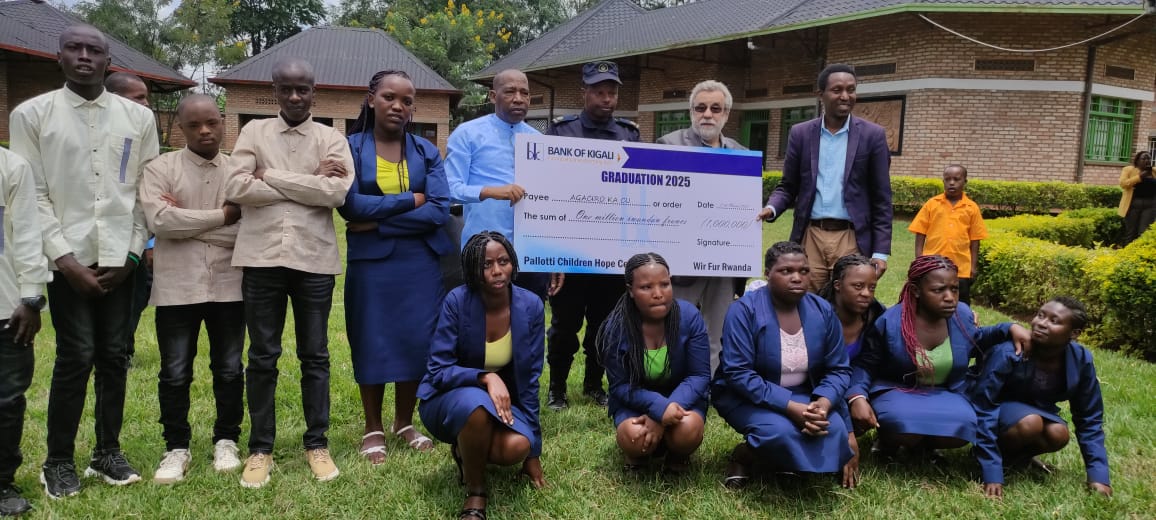 bk BANK OF KIGALI
GRADUATION 2025
Payee AGACIRO KA CU or order Date
The sum of One million rwandan francs (1,000,000)
Signature
Pallotti Children Hope Ce Wir Fur Rwanda